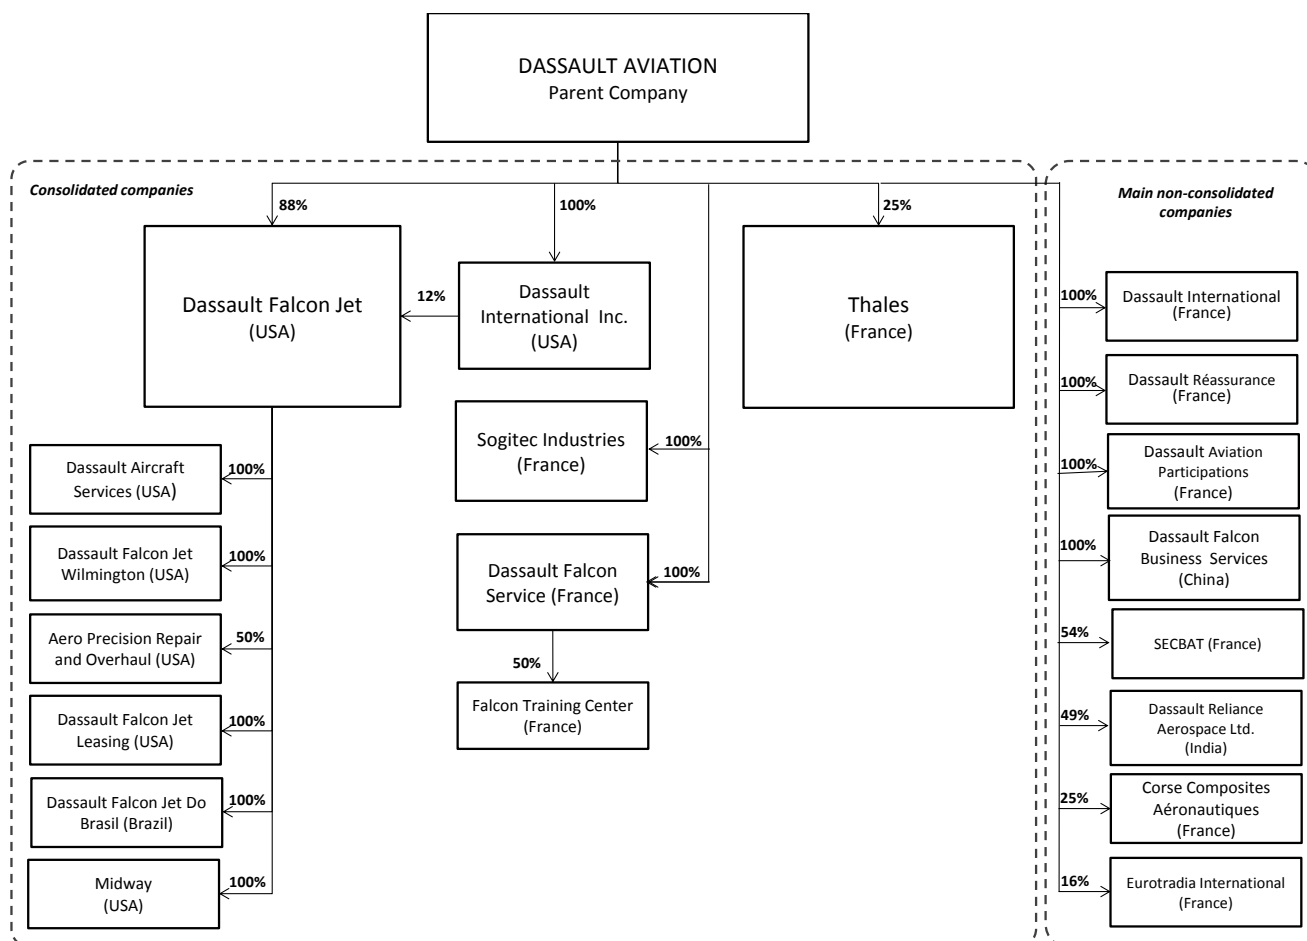 DASSAULT AVIATION
Parent Company
Consolidated companies
88%
100%
25%
Dassault Falcon Jet
(USA)
12%
Dassault
International Inc.
(USA)
Thales
(France)
Sogitec Industries
(France)
100%
Dassault Aircraft
Services (USA)
100%
Dassault Falcon Jet
Wilmington (USA)
100%
Dassault Falcon
Service (France)
100%
Aero Precision Repair
and Overhaul (USA)
50%
50%
Falcon Training Center
(France)
Dassault Falcon Jet
Leasing (USA)
100%
Dassault Falcon Jet Do
Brasil (Brazil)
100%
Midway
(USA)
100%
Main non-consolidated
companies
100%
Dassault International
(France)
100%
Dassault Réassurance
(France)
100%
Dassault Aviation
Participations
(France)
100%
Dassault Falcon
Business Services
(China)
54%
SECBAT (France)
49%
Dassault Reliance
Aerospace Ltd.
(India)
25%
Corse Composites
Aéronautiques
(France)
16%
Eurotradia International
(France)